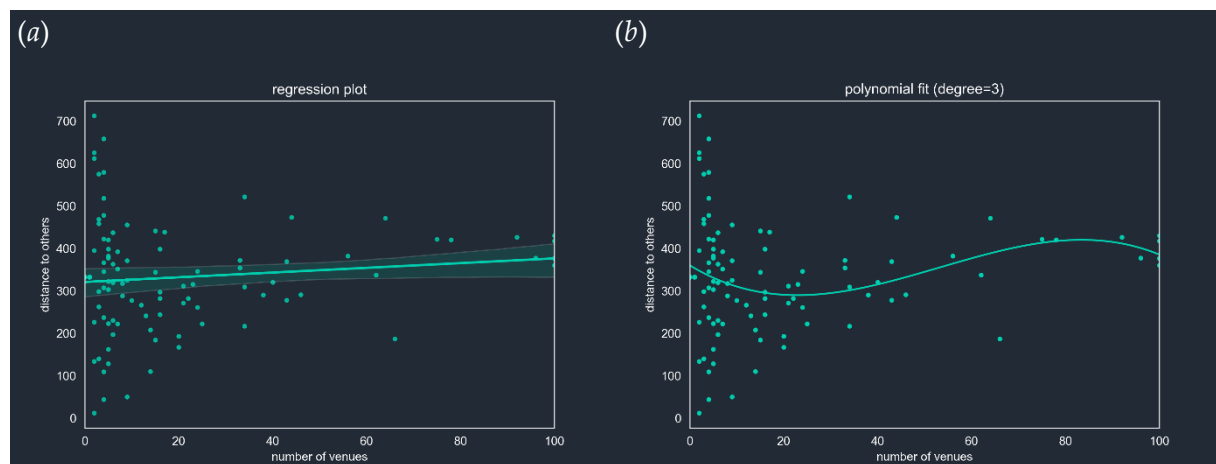 (a)
regression plot
700
600
500
400
300
200
100
0
distance to others
0 20 40 60 80 100
number of venues
(b)
polynomial fit (degree=3)
700
600
500
400
300
200
100
0
distance to others
0 20 40 60 80 100
number of venues